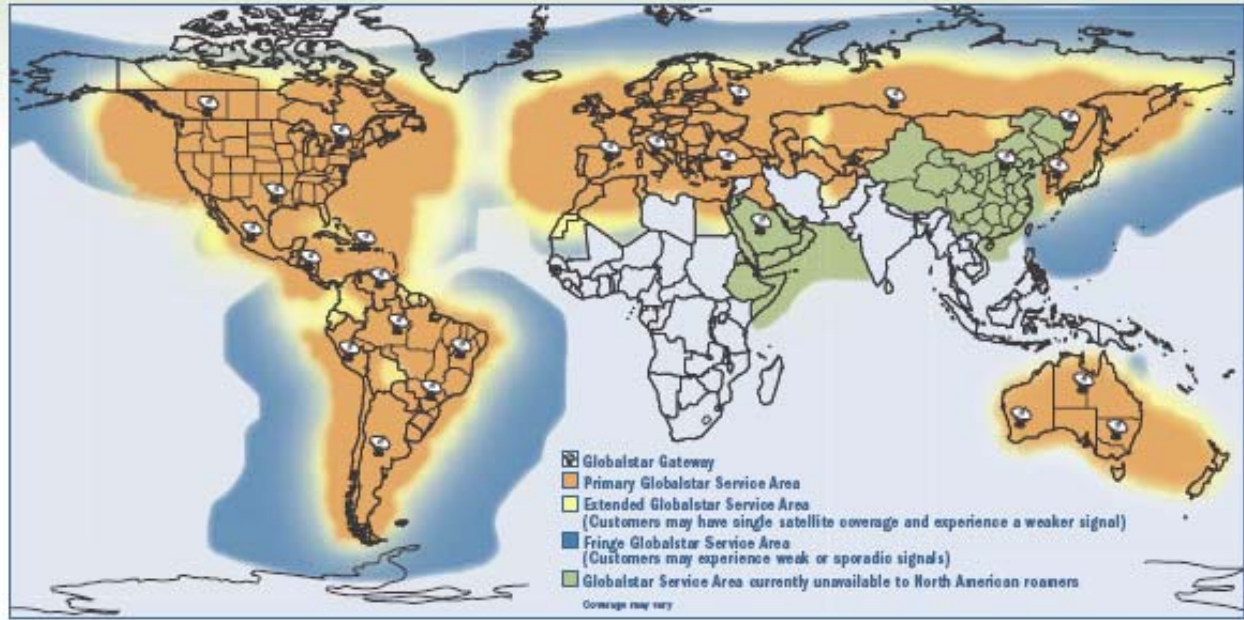 Globalstar Gateway
Primary Globalstar Service Area
Extended Globalstar Service Area
(Customers may have single satellite coverage and experience a weaker signal)
Fringe Globalstar Service Area
(Customers may experience weak or sporadic signals)
Globalstar Service Area currently unavailable to North American roamers
Coverage may vary